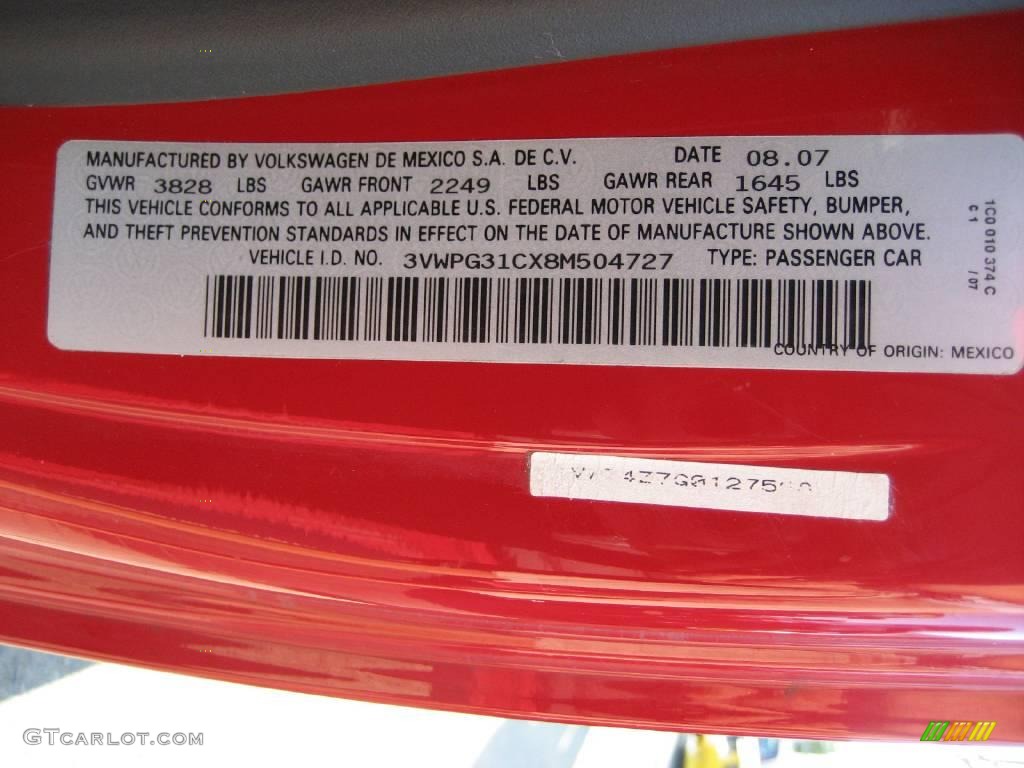 MANUFACTURED BY VOLKSWAGEN DE MEXICO S.A. DE C.V. DATE 08.07
GVWR 3828 LBS GAWR FRONT 2249 LBS GAWR REAR 1645 LBS
THIS VEHICLE CONFORMS TO ALL APPLICABLE U.S. FEDERAL MOTOR VEHICLE SAFETY, BUMPER,
AND THEFT PREVENTION STANDARDS IN EFFECT ON THE DATE OF MANUFACTURE SHOWN ABOVE.
VEHICLE I.D. NO. 3VWPG31CX8M504727 TYPE: PASSENGER CAR
COUNTRY OF ORIGIN: MEXICO
1C0 010 374 C
C 1 / 07
GTcarlot.com